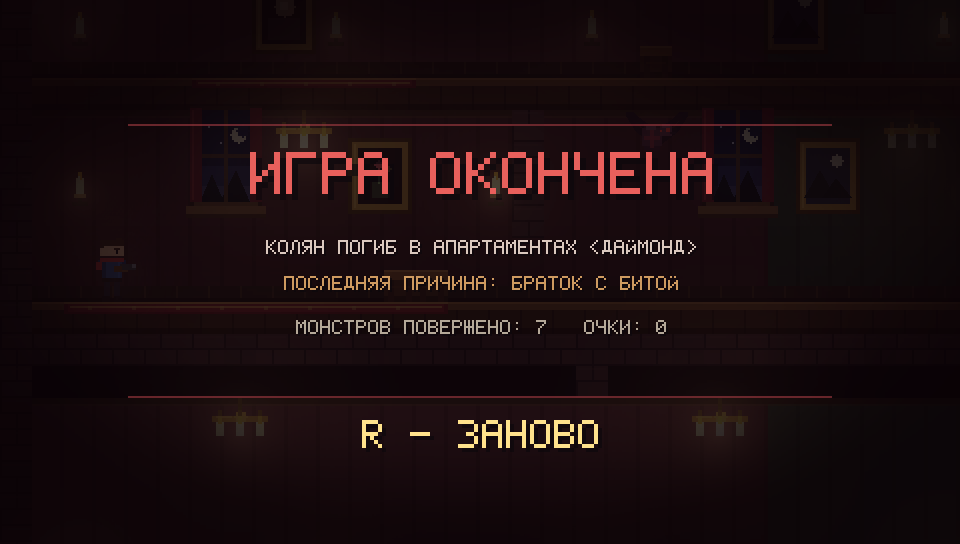 ИГРА ОКОНЧЕНА
КОЛЯН ПОГИБ В АПАРТАМЕНТАХ <ДАЙМОНД>
ПОСЛЕДНЯЯ ПРИЧИНА: БРАТОК С БИТОЙ
МОНСТРОВ ПОВЕРЖЕНО: 7 ОЧКИ: 0
R – ЗАНОВО